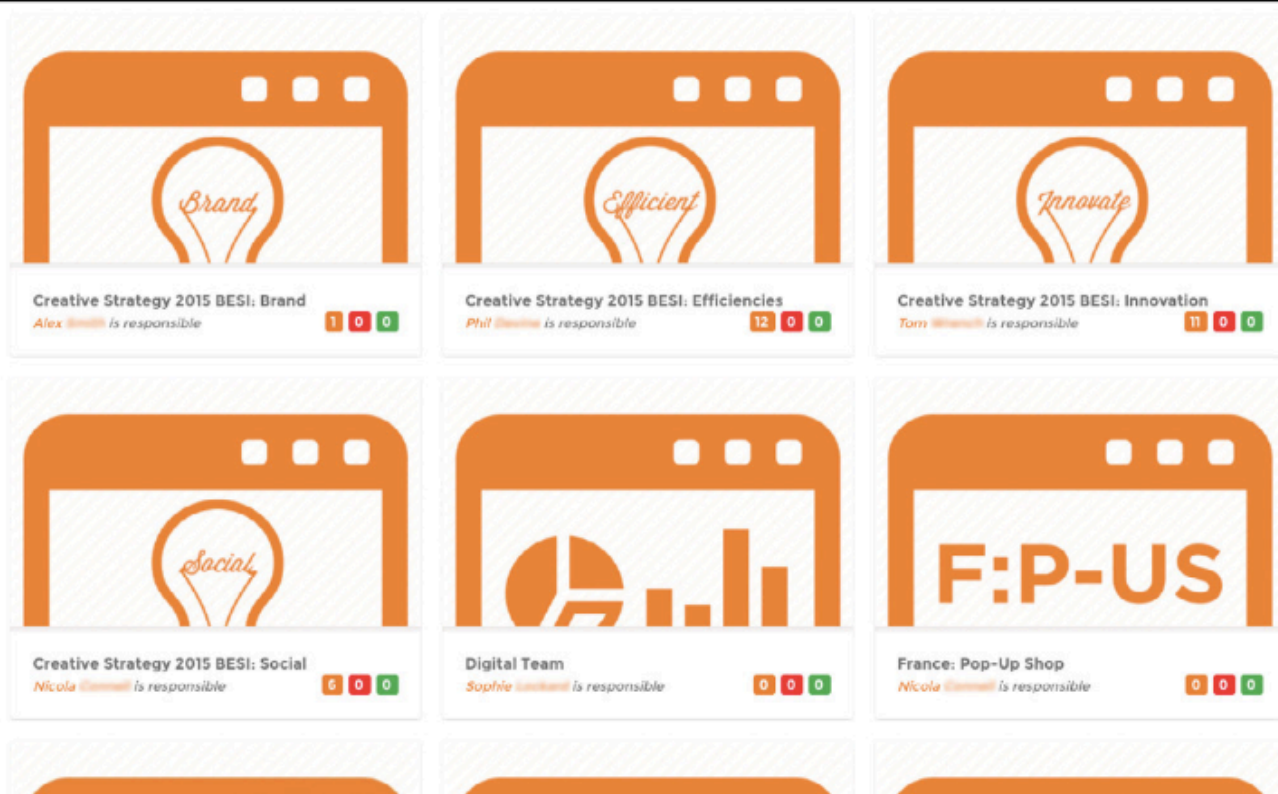 Brand
Efficient
Innovate
Creative Strategy 2015 BESI: Brand
Alex is responsible
1 0 0
Creative Strategy 2015 BESI: Efficiencies
Phil is responsible
12 0 0
Creative Strategy 2015 BESI: Innovation
Tom is responsible
11 0 0
Social
F:P-US
Creative Strategy 2015 BESI: Social
Nicola is responsible
6 0 0
Digital Team
Sophie is responsible
0 0 0
France: Pop-Up Shop
Nicola is responsible
0 0 0